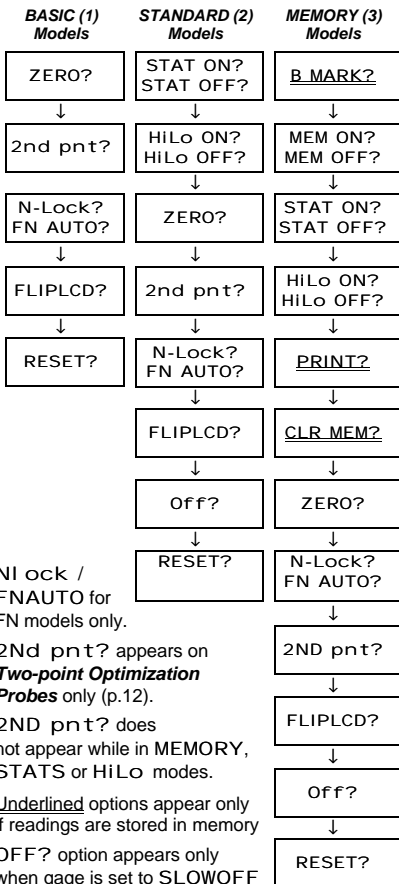 BASIC (1)
Models
ZERO?
↓
2nd pnt?
N-Lock?
FN AUTO?
↓
FLIPLCD?
↓
RESET?
STANDARD (2)
Models
STAT ON?
STAT OFF?
↓
HiLo ON?
HiLo OFF?
↓
ZERO?
↓
2nd pnt?
↓
N-Lock?
FN AUTO?
↓
FLIPLCD?
↓
Off?
↓
RESET?
MEMORY (3)
Models
B MARK?
↓
MEM ON?
MEM OFF?
↓
STAT ON?
STAT OFF?
↓
HiLo ON?
HiLo OFF?
↓
PRINT?
↓
CLR MEM?
↓
ZERO?
↓
N-Lock?
FN AUTO?
↓
2ND pnt?
↓
FLIPLCD?
↓
Off?
↓
RESET?
Nlock /
FNAUTO for
FN models only.
2Nd pnt? appears on
Two-point Optimization
Probes only (p.12).
2ND pnt? does
not appear while in MEMORY,
STATS or HiLo modes.
Underlined options appear only
if readings are stored in memory
OFF? option appears only
when gage is set to SLOWOFF